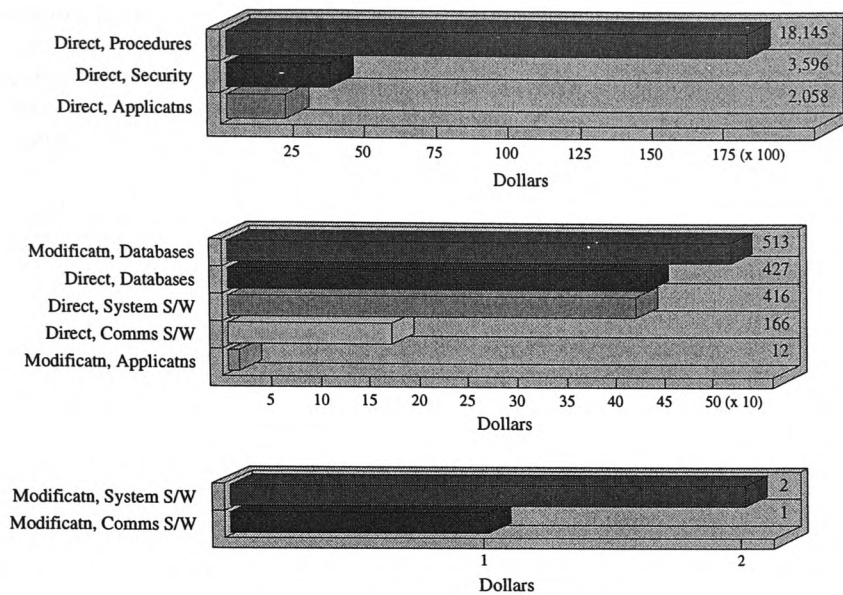 Direct, Procedures 18,145
Direct, Security 3,596
Direct, Applicatns 2,058
25 50 75 100 125 150 175 (x 100)
Dollars
Modificatn, Databases 513
Direct, Databases 427
Direct, System S/W 416
Direct, Comms S/W 166
Modificatn, Applicatns 12
5 10 15 20 25 30 35 40 45 50 (x 10)
Dollars
Modificatn, System S/W 2
Modificatn, Comms S/W 1
1 2
Dollars